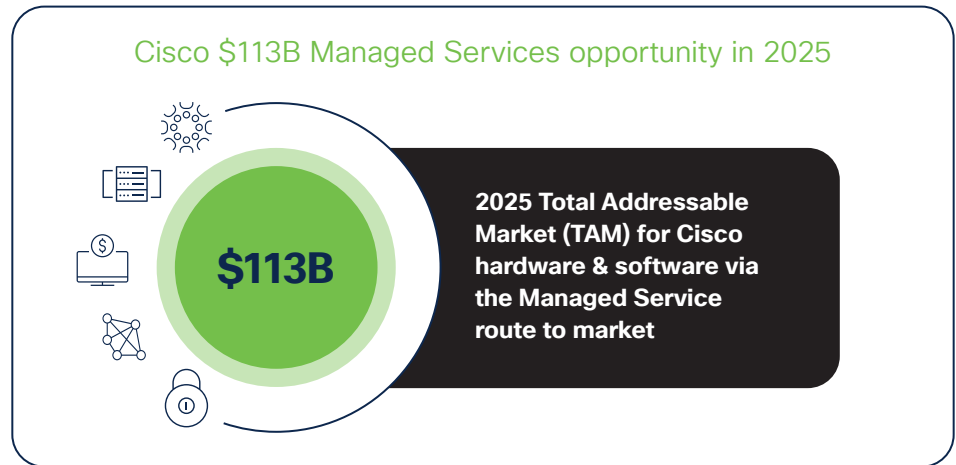 Cisco $113B Managed Services opportunity in 2025
$
$113B
2025 Total Addressable
Market (TAM) for Cisco
hardware & software via
the Managed Service
route to market